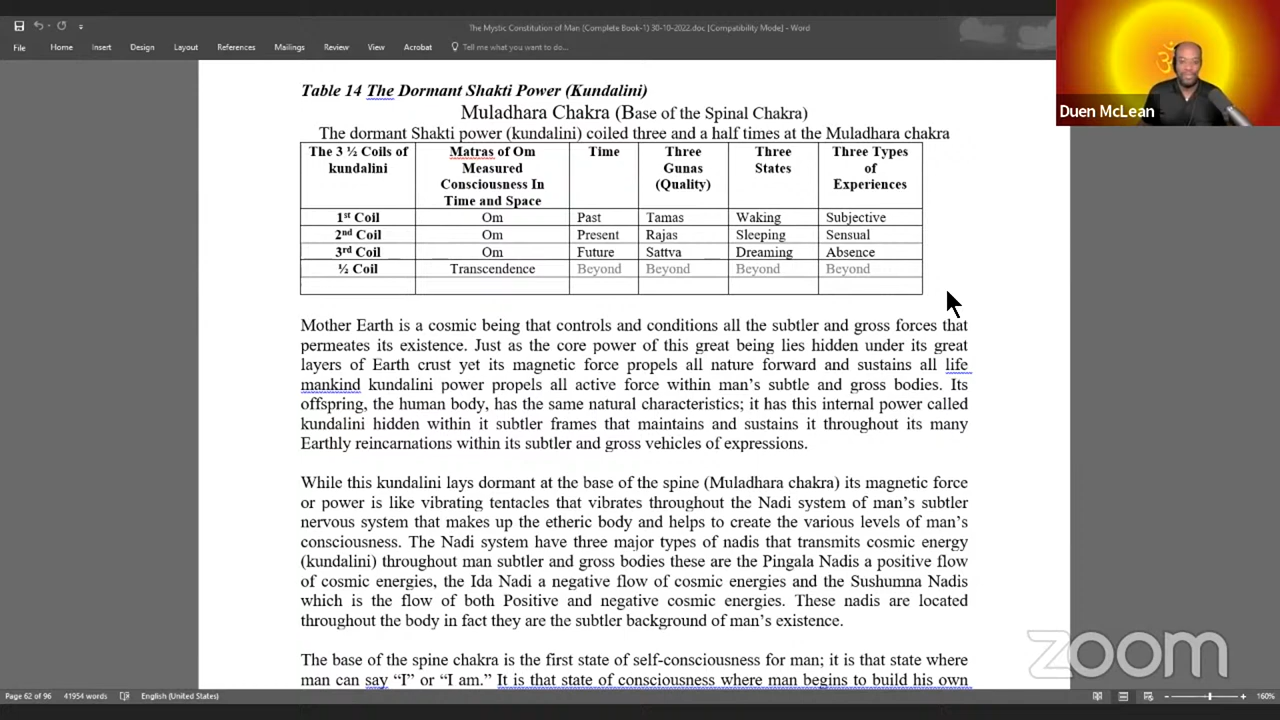 The Mystic Constitution of Man (Complete Book-1) 30-10-2022.doc [Compatibility Mode] - Word
File Home Insert Design Layout References Mailings Review View Acrobat Tell me what you want to do...
Duen McLean
Table 14 The Dormant Shakti Power (Kundalini)
Muladhara Chakra (Base of the Spinal Chakra)
The dormant Shakti power (kundalini) coiled three and a half times at the Muladhara chakra
The 3 ½ Coils of kundalini Matras of Om Measured Consciousness In Time and Space Time Three Gunas (Quality) Three States Three Types of Experiences
1st Coil Om Past Tamas Waking Subjective
2nd Coil Om Present Rajas Sleeping Sensual
3rd Coil Om Future Sattva Dreaming Absence
½ Coil Transcendence Beyond Beyond Beyond Beyond
Mother Earth is a cosmic being that controls and conditions all the subtler and gross forces that
permeates its existence. Just as the core power of this great being lies hidden under its great
layers of Earth crust yet its magnetic force propels all nature forward and sustains all life
mankind kundalini power propels all active force within man's subtle and gross bodies. Its
offspring, the human body, has the same natural characteristics; it has this internal power called
kundalini hidden within it subtler frames that maintains and sustains it throughout its many
Earthly reincarnations within its subtler and gross vehicles of expressions.
While this kundalini lays dormant at the base of the spine (Muladhara chakra) its magnetic force
or power is like vibrating tentacles that vibrates throughout the Nadi system of man's subtler
nervous system that makes up the etheric body and helps to create the various levels of man's
consciousness. The Nadi system have three major types of nadis that transmits cosmic energy
(kundalini) throughout man subtler and gross bodies these are the Pingala Nadis a positive flow
of cosmic energies, the Ida Nadi a negative flow of cosmic energies and the Sushumna Nadis
which is the flow of both Positive and negative cosmic energies. These nadis are located
throughout the body in fact they are the subtler background of man's existence.
The base of the spine chakra is the first state of self-consciousness for man; it is that state where
man can say “I” or “I am.” It is that state of consciousness where man begins to build his own
zoom
Page 62 of 96 41954 words English (United States) 160%